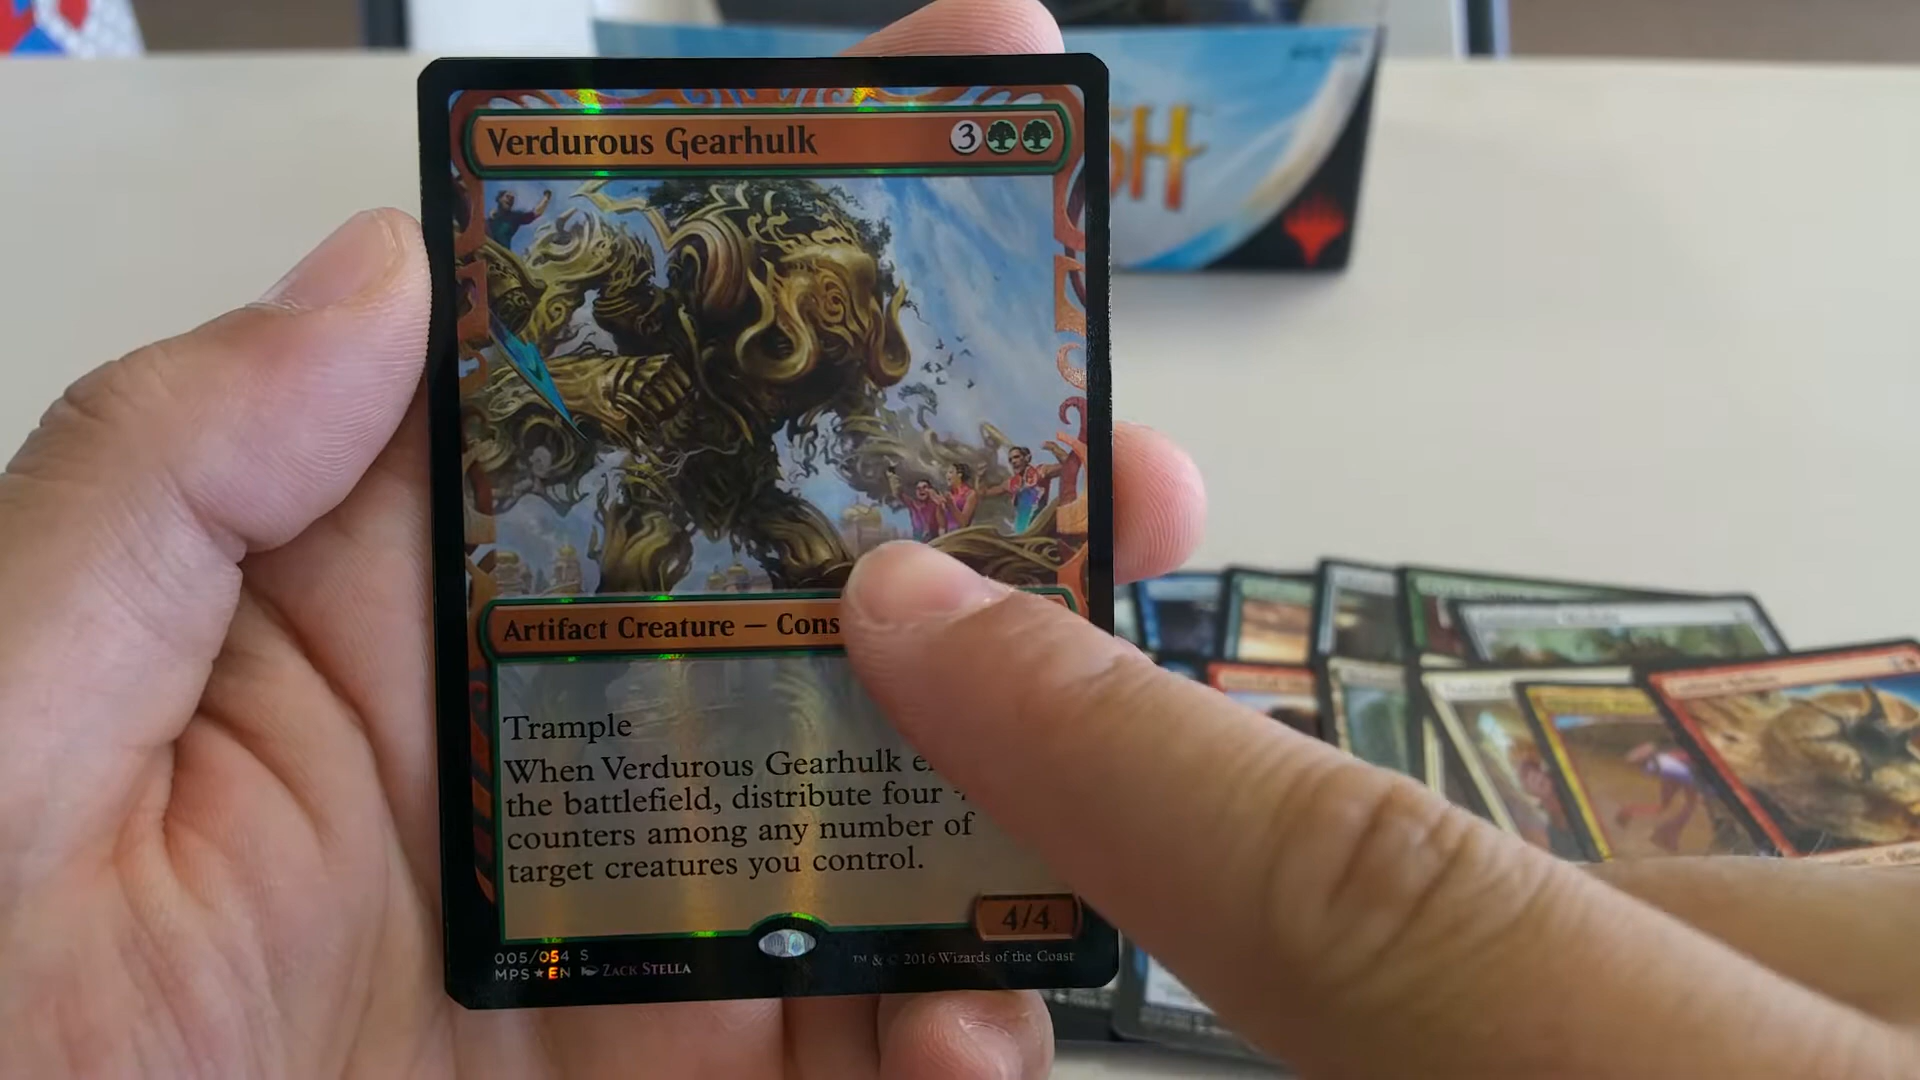 Verdurous Gearhulk
3
Artifact Creature — Cons
Trample
When Verdurous Gearhulk e
the battlefield, distribute four
counters among any number of
target creatures you control.
4/4
005/054 S
MPS★EN ZACK STELLA
™ & © 2016 Wizards of the Coast
SH